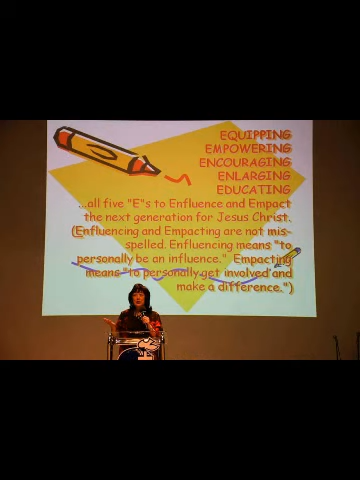 EQUIPPING
EMPOWERING
ENCOURAGING
ENLARGING
EDUCATING
...all five "E"s to Enfluence and Empact
the next generation for Jesus Christ.
(Enfluencing and Empacting are not mis-
spelled. Enfluencing means "to
personally be an influence." Empacting
means "to personally get involved and
make a difference.")